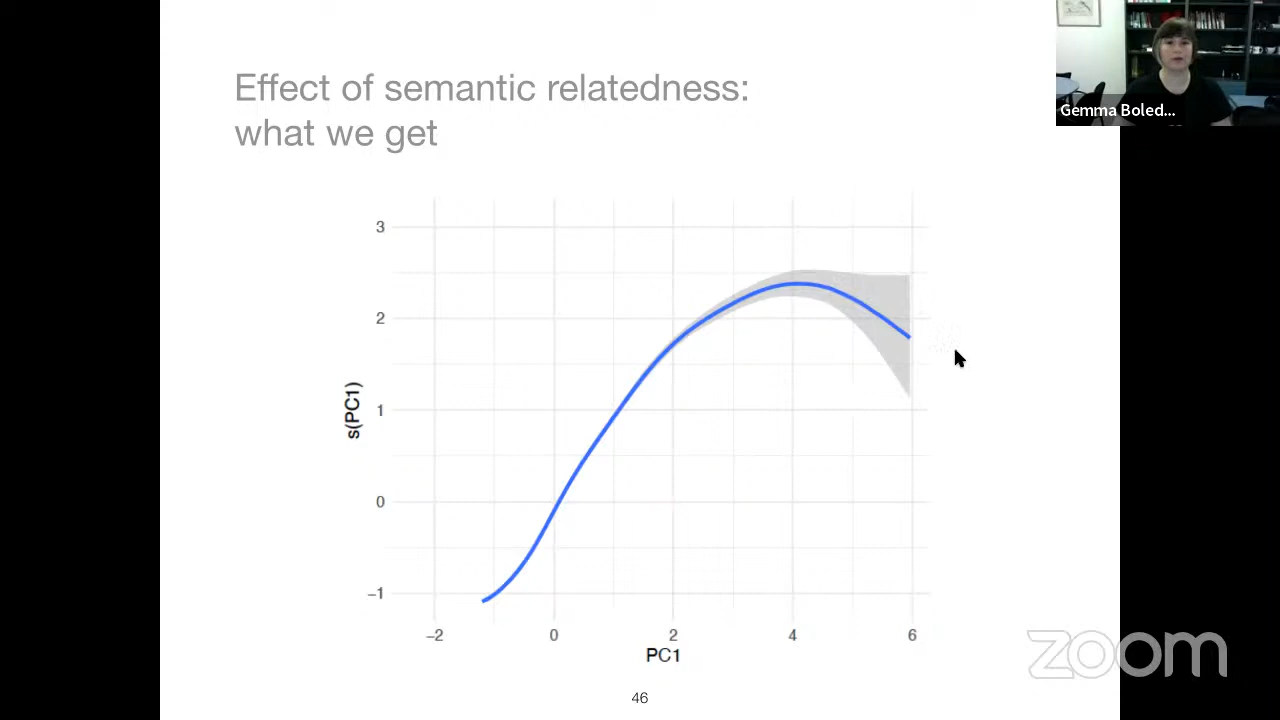 Effect of semantic relatedness:
what we get
Gemma Boled...
3
2
1
0
−1
s(PC1)
−2
0
2
4
6
PC1
46
zoom